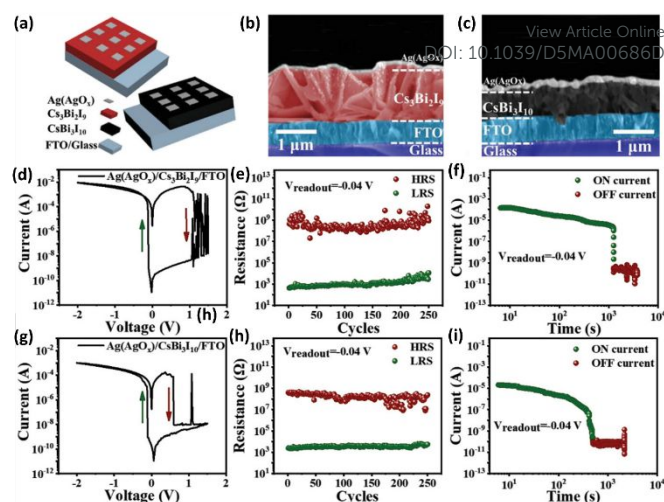 (a)
(b)
(c)
View Article Online
DOI: 10.1039/D5MA00686D
Ag(AgOₓ)
Cs₃Bi₂I₉
CsBi₃I₁₀
FTO/Glass
Ag(AgOx)
Cs₃Bi₂I₉
FTO
Glass
1 μm
Ag(AgOx)
CsBi₃I₁₀
FTO
Glass
1 μm
(d)
Ag(AgOₓ)/Cs₃Bi₂I₉/FTO
Current (A)
10⁻²
10⁻⁴
10⁻⁶
10⁻⁸
10⁻¹⁰
10⁻¹²
-2
-1
0
1
2
Voltage (V)
(h)
(e)
HRS
LRS
Vreadout=-0.04 V
Resistance (Ω)
10¹³
10¹¹
10⁹
10⁷
10⁵
10³
0
50
100
150
200
250
Cycles
(f)
ON current
OFF current
Vreadout=-0.04 V
Current (A)
10⁻¹
10⁻³
10⁻⁵
10⁻⁷
10⁻⁹
10⁻¹¹
10⁻¹³
10¹
10²
10³
10⁴
Time (s)
(g)
Ag(AgOₓ)/CsBi₃I₁₀/FTO
Current (A)
10⁰
10⁻²
10⁻⁴
10⁻⁶
10⁻⁸
10⁻¹⁰
10⁻¹²
-2
-1
0
1
2
Voltage (V)
(h)
HRS
LRS
Vreadout=-0.04 V
Resistance (Ω)
10¹³
10¹¹
10⁹
10⁷
10⁵
10³
10¹
0
50
100
150
200
250
Cycles
(i)
ON current
OFF current
Vreadout=-0.04 V
Current (A)
10⁻¹
10⁻³
10⁻⁵
10⁻⁷
10⁻⁹
10⁻¹¹
10⁻¹³
10¹
10²
10³
10⁴
Time (s)